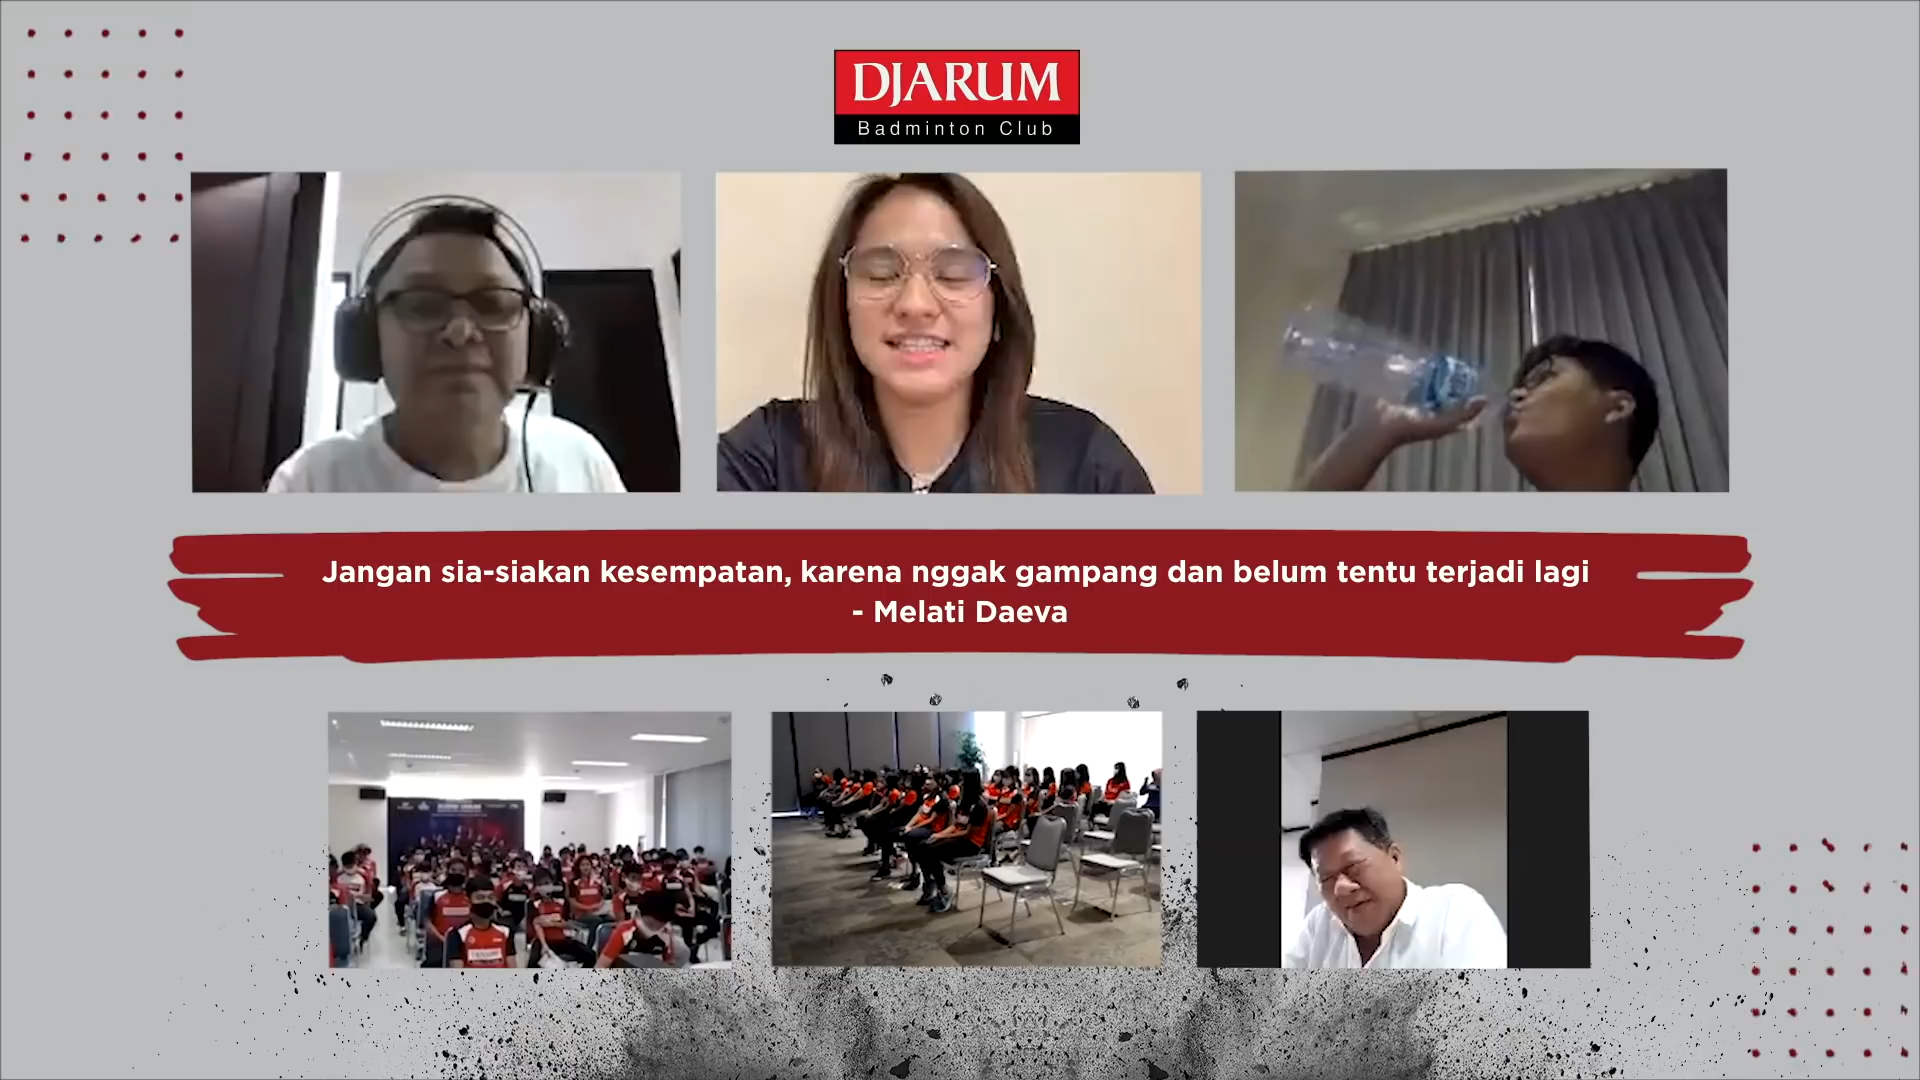 DJARUM
Badminton Club
Jangan sia-siakan kesempatan, karena nggak gampang dan belum tentu terjadi lagi
- Melati Daeva